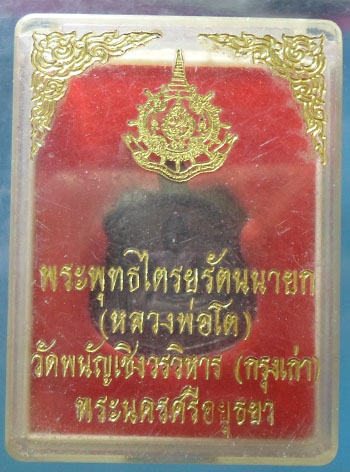 พระพุทธไตรยรัตนนายก
(หลวงพ่อโต)
วัดพนัญเชิงวรวิหาร (กรุงเก่า)
พระนครศรีอยุธยา